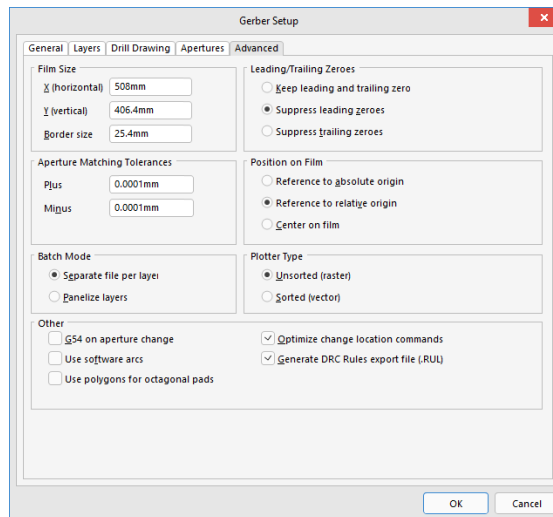 Gerber Setup
General Layers Drill Drawing Apertures Advanced
Film Size
X (horizontal) 508mm
Y (vertical) 406.4mm
Border size 25.4mm
Leading/Trailing Zeroes
Keep leading and trailing zero
Suppress leading zeroes
Suppress trailing zeroes
Aperture Matching Tolerances
Plus 0.0001mm
Minus 0.0001mm
Position on Film
Reference to absolute origin
Reference to relative origin
Center on film
Batch Mode
Separate file per layer
Panelize layers
Plotter Type
Unsorted (raster)
Sorted (vector)
Other
G54 on aperture change
Use software arcs
Use polygons for octagonal pads
Optimize change location commands
Generate DRC Rules export file (.RUL)
OK Cancel